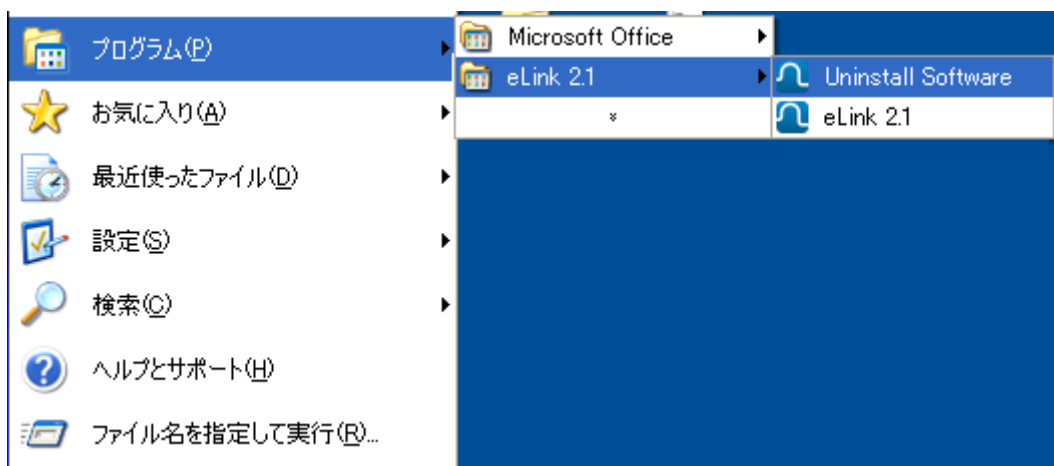 プログラム(P)
お気に入り(A)
最近使ったファイル(D)
設定(S)
検索(C)
ヘルプとサポート(H)
ファイル名を指定して実行(R)...
Microsoft Office
eLink 2.1
Uninstall Software
eLink 2.1